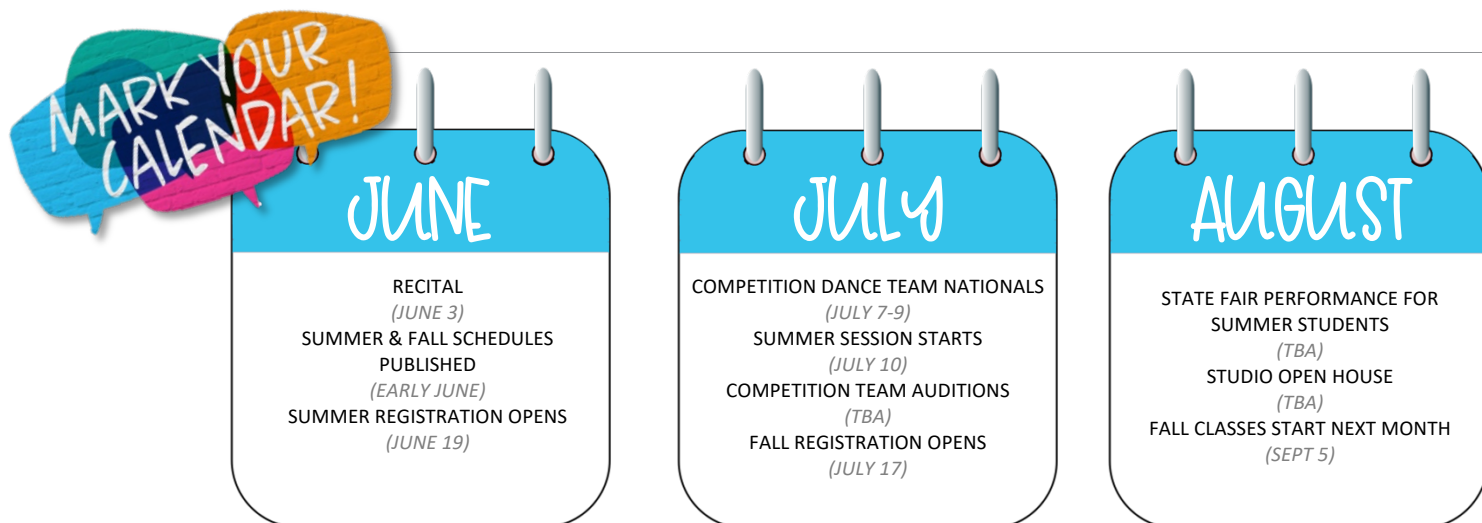 MARK YOUR
CALENDAR!
JUNE
RECITAL
(JUNE 3)
SUMMER & FALL SCHEDULES
PUBLISHED
(EARLY JUNE)
SUMMER REGISTRATION OPENS
(JUNE 19)
JULY
COMPETITION DANCE TEAM NATIONALS
(JULY 7-9)
SUMMER SESSION STARTS
(JULY 10)
COMPETITION TEAM AUDITIONS
(TBA)
FALL REGISTRATION OPENS
(JULY 17)
AUGUST
STATE FAIR PERFORMANCE FOR
SUMMER STUDENTS
(TBA)
STUDIO OPEN HOUSE
(TBA)
FALL CLASSES START NEXT MONTH
(SEPT 5)